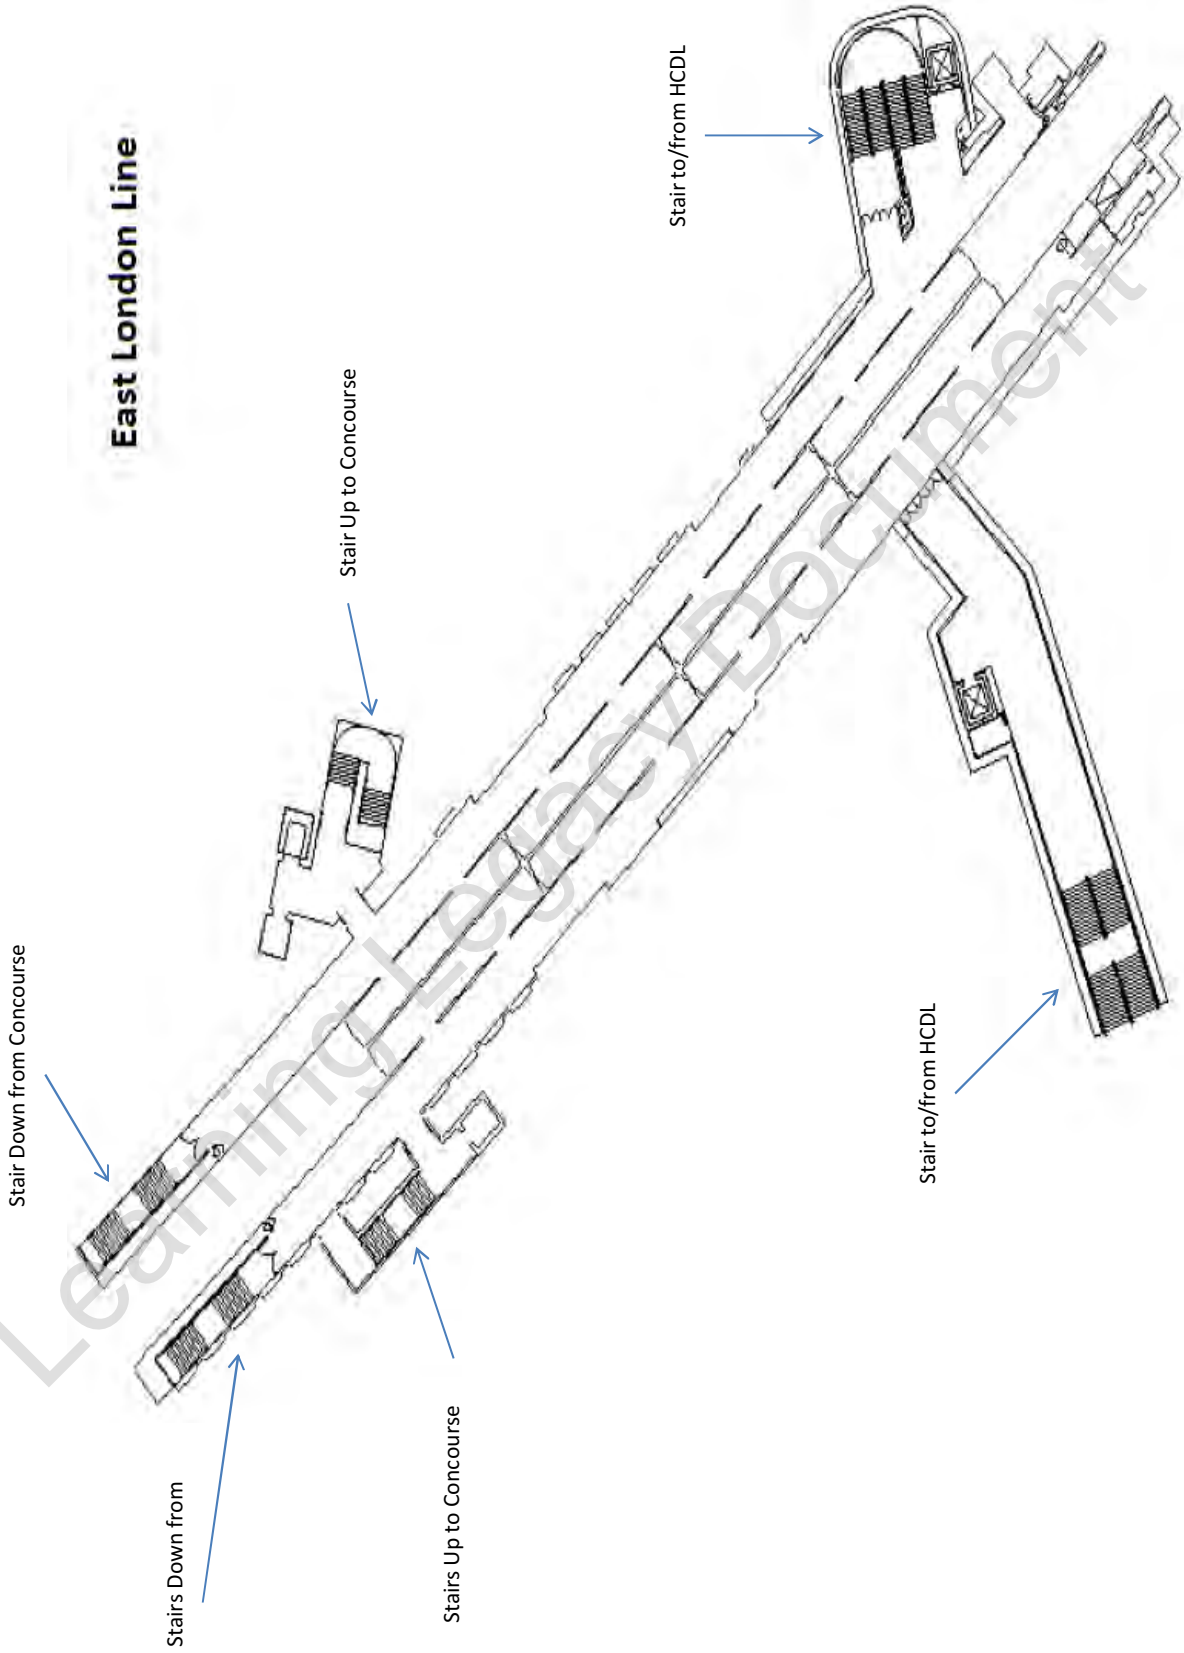 East London Line
Stair to/from HCDL
Stair Up to Concourse
Stair Down from Concourse
Stair to/from HCDL
Stairs Up to Concourse
Stairs Down from
Learning Legacy Document